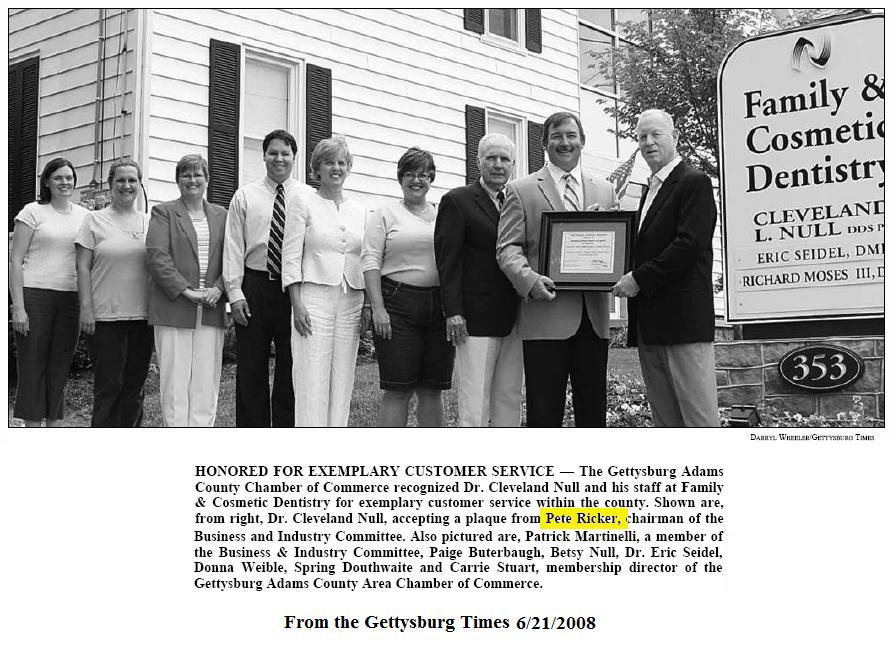 Family &
Cosmetic
Dentistry
CLEVELAND
L. NULL DDS P
ERIC SEIDEL, DMD
RICHARD MOSES III, D
353
DARRYL WHEELER/GETTYSBURG TIMES
HONORED FOR EXEMPLARY CUSTOMER SERVICE — The Gettysburg Adams
County Chamber of Commerce recognized Dr. Cleveland Null and his staff at Family
& Cosmetic Dentistry for exemplary customer service within the county. Shown are,
from right, Dr. Cleveland Null, accepting a plaque from Pete Ricker, chairman of the
Business and Industry Committee. Also pictured are, Patrick Martinelli, a member of
the Business & Industry Committee, Paige Buterbaugh, Betsy Null, Dr. Eric Seidel,
Donna Weible, Spring Douthwaite and Carrie Stuart, membership director of the
Gettysburg Adams County Area Chamber of Commerce.
From the Gettysburg Times 6/21/2008